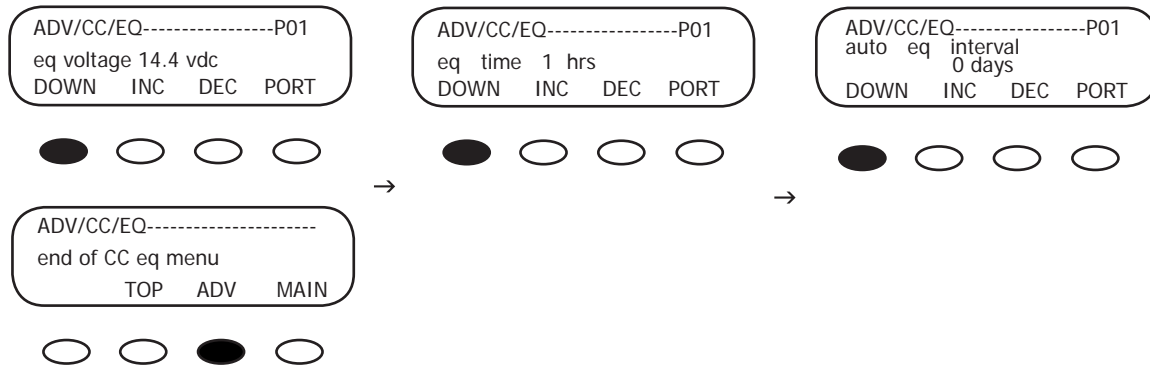 ADV/CC/EQ-----------------P01
eq voltage 14.4 vdc
DOWN INC DEC PORT
ADV/CC/EQ-----------------P01
eq time 1 hrs
DOWN INC DEC PORT
ADV/CC/EQ-----------------P01
auto eq interval
0 days
DOWN INC DEC PORT
→
→
ADV/CC/EQ----------------------
end of CC eq menu
TOP ADV MAIN